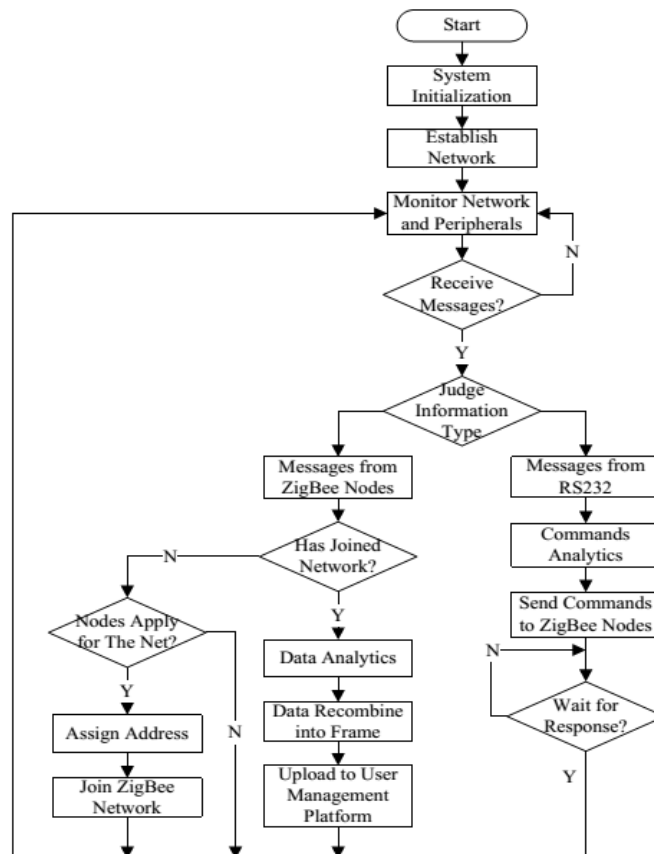 Start
System
Initialization
Establish
Network
Monitor Network
and Peripherals
N
Receive
Messages?
Y
Judge
Information
Type
Messages from
ZigBee Nodes
Messages from
RS232
Has Joined
Network?
N
Commands
Analytics
Nodes Apply
for The Net?
Y
Send Commands
to ZigBee Nodes
Data Analytics
N
Y
Wait for
Response?
Assign Address
N
Data Recombine
into Frame
Join ZigBee
Network
Upload to User
Management
Platform
Y